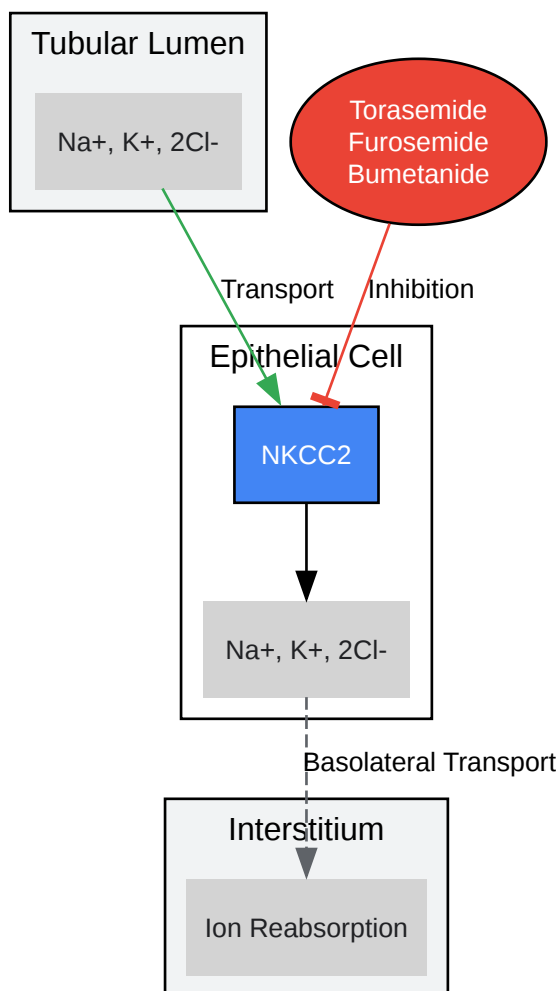 Tubular Lumen
Na+, K+, 2Cl-
Torasemide
Furosemide
Bumetanide
Transport
Inhibition
Epithelial Cell
NKCC2
Na+, K+, 2Cl-
Basolateral Transport
Interstitium
Ion Reabsorption